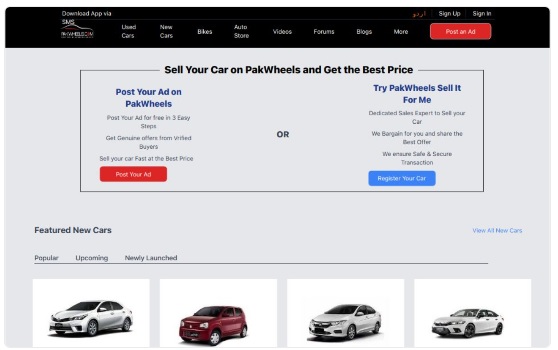 Download App via
SMS
اردو
Sign Up
Sign In
PAKWHEELS.COM
Used Cars
New Cars
Bikes
Auto Store
Videos
Forums
Blogs
More
Post an Ad
Sell Your Car on PakWheels and Get the Best Price
Post Your Ad on
PakWheels
Post Your Ad for free in 3 Easy
Steps
Get Genuine offers from Vrified
Buyers
Sell your Car Fast at the Best Price
Post Your Ad
OR
Try PakWheels Sell It
For Me
Dedicated Sales Expert to Sell your
Car
We Bargain for you and share the
Best Offer
We ensure Safe & Secure
Transaction
Register Your Car
Featured New Cars
View All New Cars
Popular
Upcoming
Newly Launched